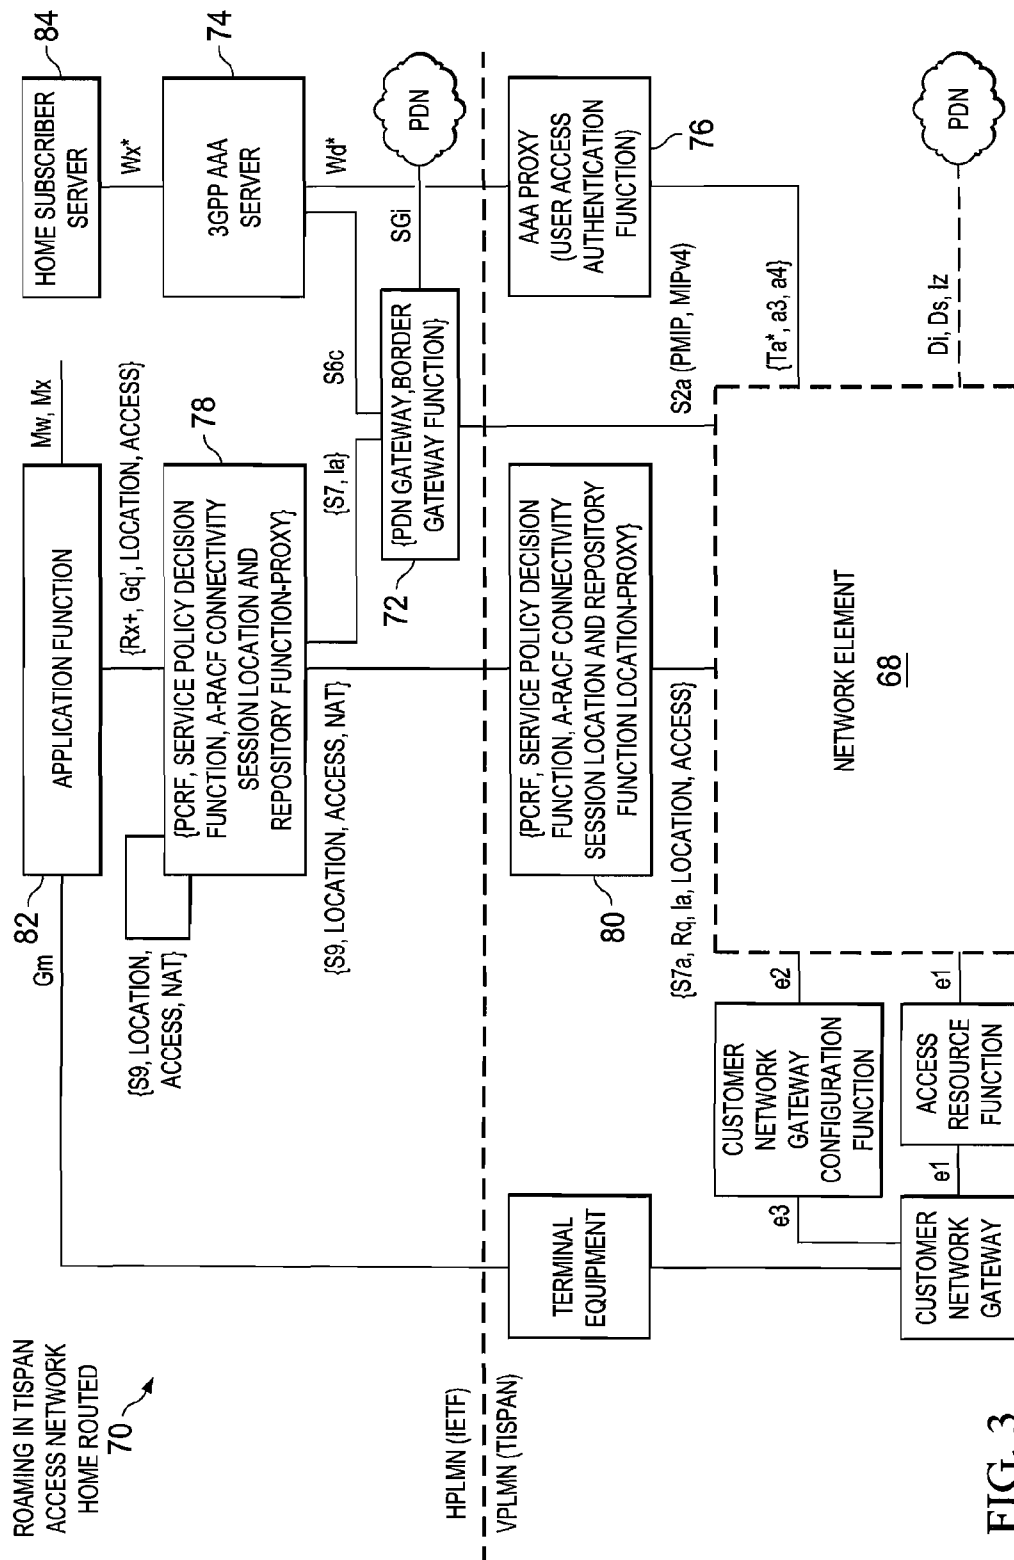 ROAMING IN TISPAN
ACCESS NETWORK
HOME ROUTED
70
82
APPLICATION FUNCTION
Mw, Mx
HOME SUBSCRIBER
SERVER
84
Gm
{Rx+, Gq', LOCATION, ACCESS}
Wx*
{S9, LOCATION,
ACCESS, NAT}
{PCRF, SERVICE POLICY DECISION
FUNCTION, A-RACF CONNECTIVITY
SESSION LOCATION AND
REPOSITORY FUNCTION-PROXY}
78
3GPP AAA
SERVER
74
{S9, LOCATION, ACCESS, NAT}
{S7, Ia}
S6c
Wd*
72
{PDN GATEWAY,BORDER
GATEWAY FUNCTION}
SGi
PDN
HPLMN (IETF)
VPLMN (TISPAN)
TERMINAL
EQUIPMENT
{PCRF, SERVICE POLICY DECISION
FUNCTION, A-RACF CONNECTIVITY
SESSION LOCATION AND REPOSITORY
FUNCTION LOCATION-PROXY}
80
AAA PROXY
(USER ACCESS
AUTHENTICATION
FUNCTION)
76
{S7a, Rq, Ia, LOCATION, ACCESS}
S2a (PMIP, MIPv4)
{Ta*, a3, a4}
CUSTOMER
NETWORK
GATEWAY
CONFIGURATION
FUNCTION
e3
e2
NETWORK ELEMENT
68
CUSTOMER
NETWORK
GATEWAY
e1
ACCESS
RESOURCE
FUNCTION
e1
Di, Ds, Iz
PDN
FIG. 3